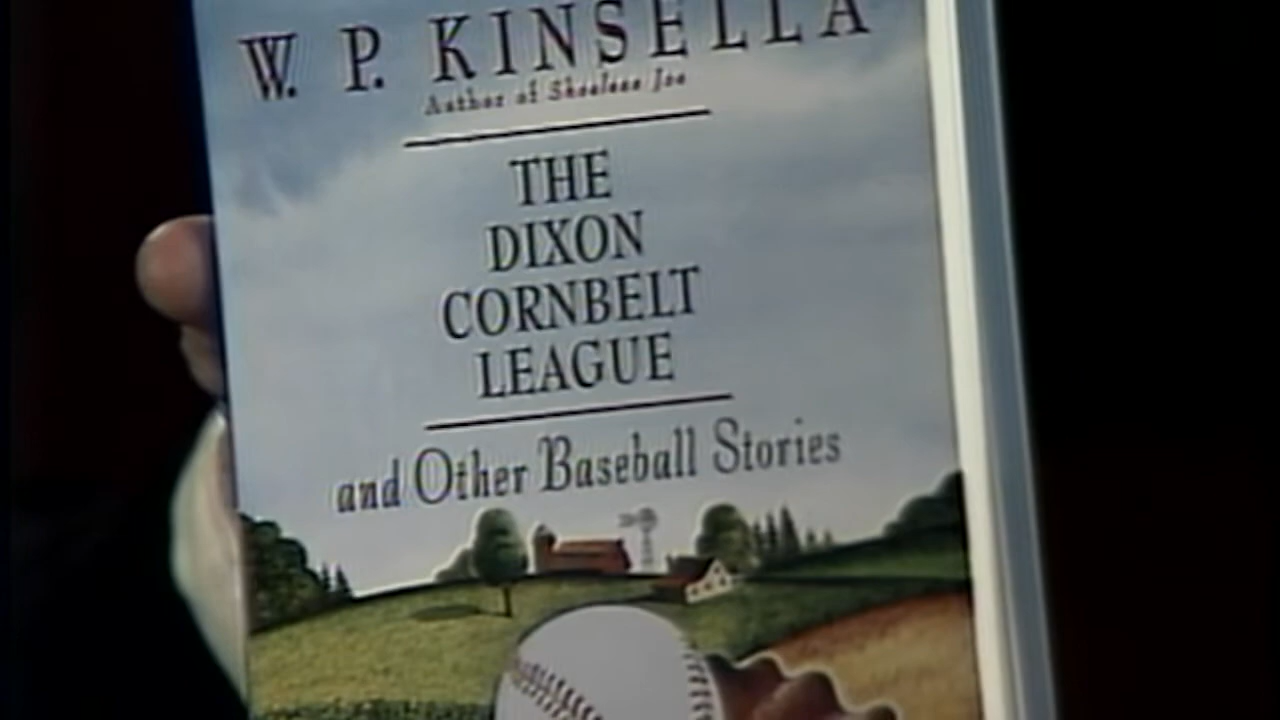 W. P. KINSELLA
Author of Shoeless Joe
THE
DIXON
CORNBELT
LEAGUE
and Other Baseball Stories